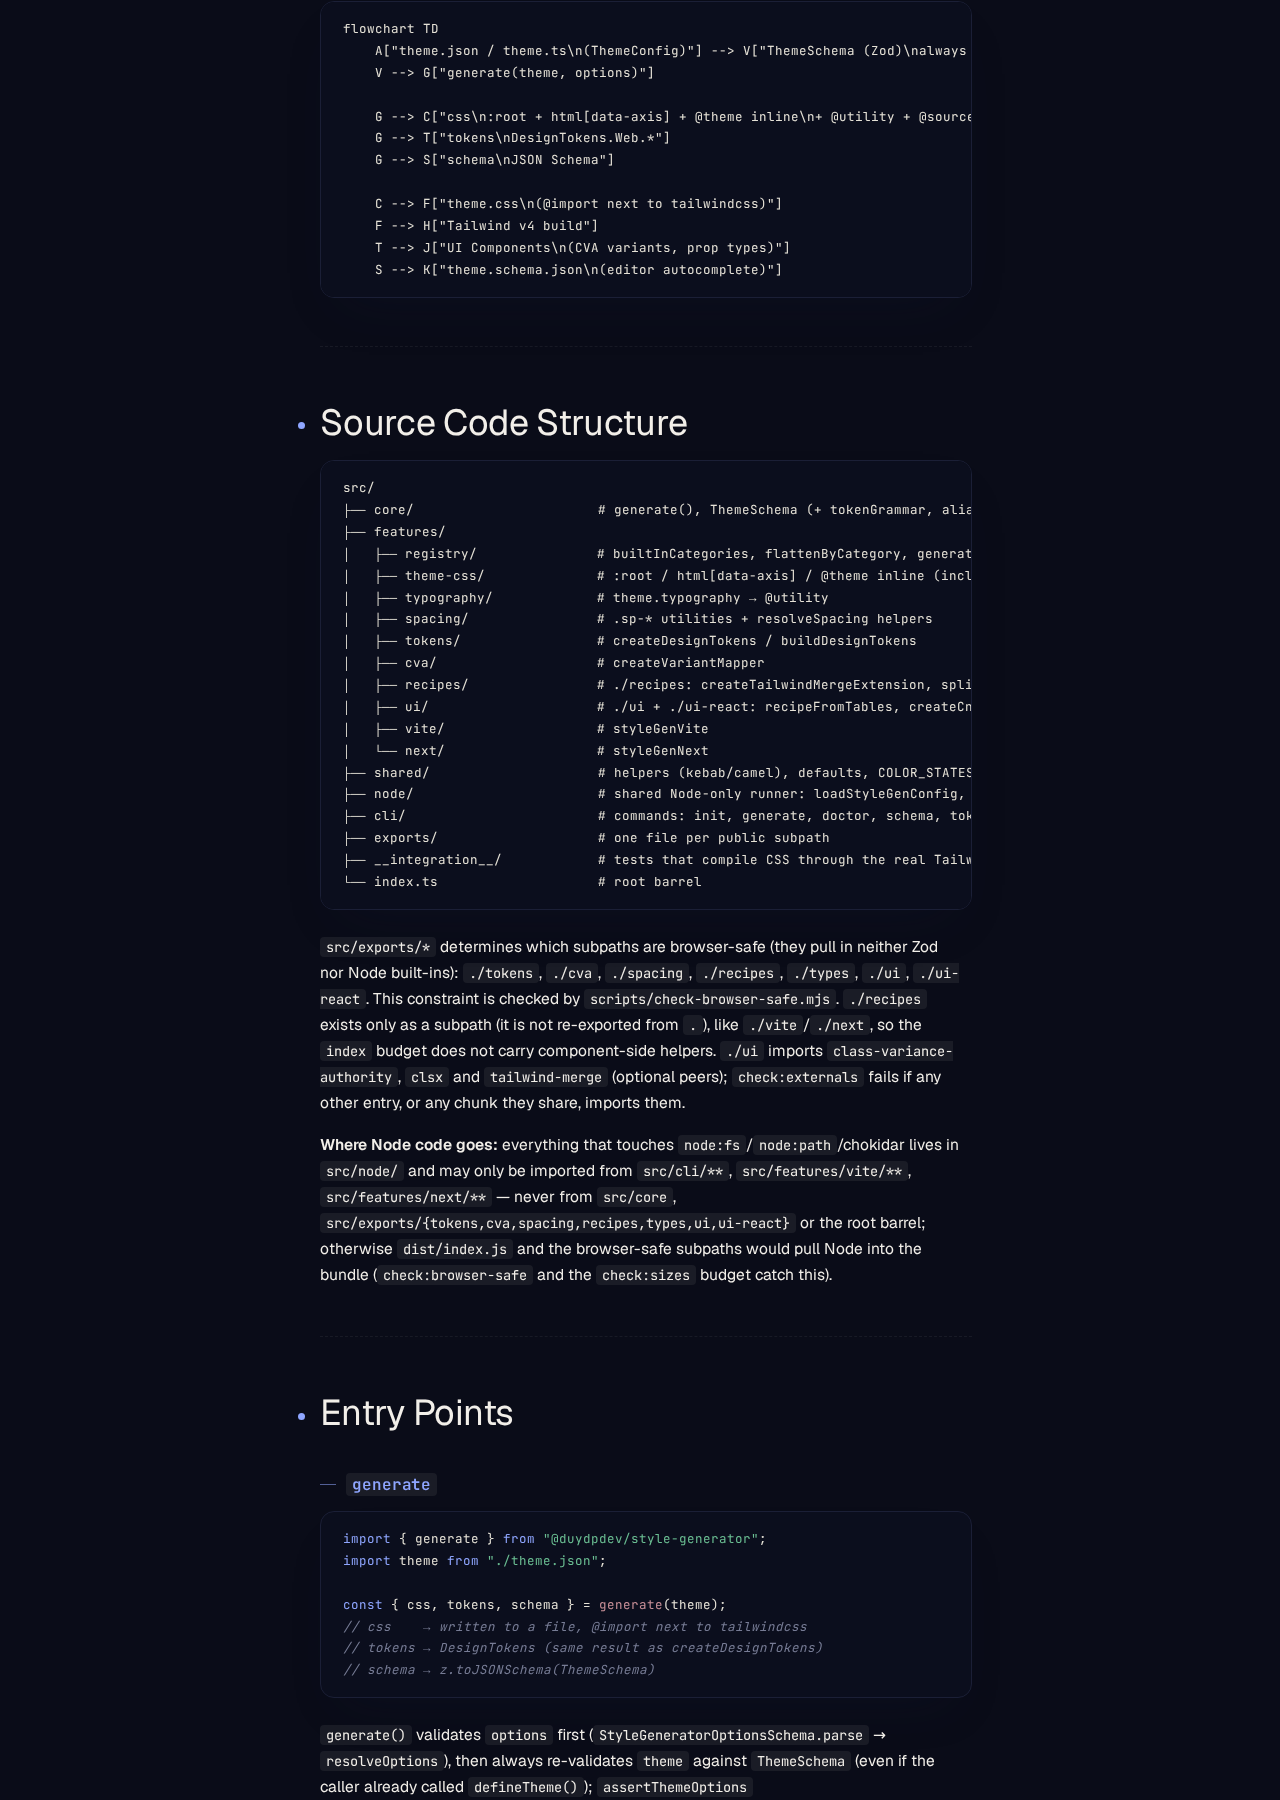 flowchart TD
    A["theme.json / theme.ts\n(ThemeConfig)"] --> V["ThemeSchema (Zod)\nalways
    V --> G["generate(theme, options)"]

    G --> C["css\n:root + html[data-axis] + @theme inline\n+ @utility + @source
    G --> T["tokens\nDesignTokens.Web.*"]
    G --> S["schema\nJSON Schema"]

    C --> F["theme.css\n(@import next to tailwindcss)"]
    F --> H["Tailwind v4 build"]
    T --> J["UI Components\n(CVA variants, prop types)"]
    S --> K["theme.schema.json\n(editor autocomplete)"]
Source Code Structure
src/
├── core/                       # generate(), ThemeSchema (+ tokenGrammar, alia
├── features/
│   ├── registry/               # builtInCategories, flattenByCategory, generat
│   ├── theme-css/              # :root / html[data-axis] / @theme inline (incl
│   ├── typography/             # theme.typography → @utility
│   ├── spacing/                # .sp-* utilities + resolveSpacing helpers
│   ├── tokens/                 # createDesignTokens / buildDesignTokens
│   ├── cva/                    # createVariantMapper
│   ├── recipes/                # ./recipes: createTailwindMergeExtension, spli
│   ├── ui/                     # ./ui + ./ui-react: recipeFromTables, createCn
│   ├── vite/                   # styleGenVite
│   └── next/                   # styleGenNext
├── shared/                     # helpers (kebab/camel), defaults, COLOR_STATES
├── node/                       # shared Node-only runner: loadStyleGenConfig,
├── cli/                        # commands: init, generate, doctor, schema, tok
├── exports/                    # one file per public subpath
├── __integration__/            # tests that compile CSS through the real Tailw
└── index.ts                    # root barrel
src/exports/* determines which subpaths are browser-safe (they pull in neither Zod
nor Node built-ins): ./tokens, ./cva, ./spacing, ./recipes, ./types, ./ui, ./ui-
react. This constraint is checked by scripts/check-browser-safe.mjs. ./recipes
exists only as a subpath (it is not re-exported from .), like ./vite/./next, so the
index budget does not carry component-side helpers. ./ui imports class-variance-
authority, clsx and tailwind-merge (optional peers); check:externals fails if any
other entry, or any chunk they share, imports them.
Where Node code goes: everything that touches node:fs/node:path/chokidar lives in
src/node/ and may only be imported from src/cli/**, src/features/vite/**,
src/features/next/** — never from src/core,
src/exports/{tokens,cva,spacing,recipes,types,ui,ui-react} or the root barrel;
otherwise dist/index.js and the browser-safe subpaths would pull Node into the
bundle (check:browser-safe and the check:sizes budget catch this).
Entry Points
— generate
import { generate } from "@duydpdev/style-generator";
import theme from "./theme.json";

const { css, tokens, schema } = generate(theme);
// css    → written to a file, @import next to tailwindcss
// tokens → DesignTokens (same result as createDesignTokens)
// schema → z.toJSONSchema(ThemeSchema)
generate() validates options first (StyleGeneratorOptionsSchema.parse →
resolveOptions), then always re-validates theme against ThemeSchema (even if the
caller already called defineTheme()); assertThemeOptions